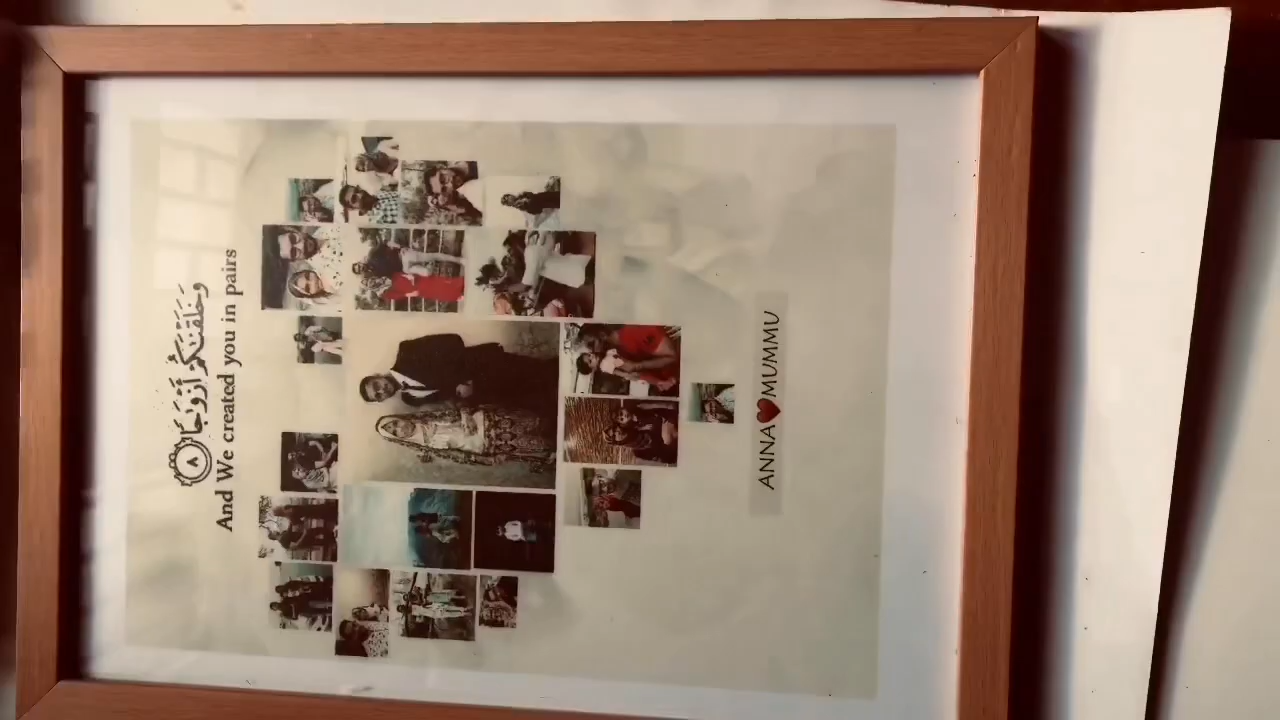 وَخَلَقْنَٰكُمْ أَزْوَٰجًا ٨
And We created you in pairs
ANNA❤MUMMU